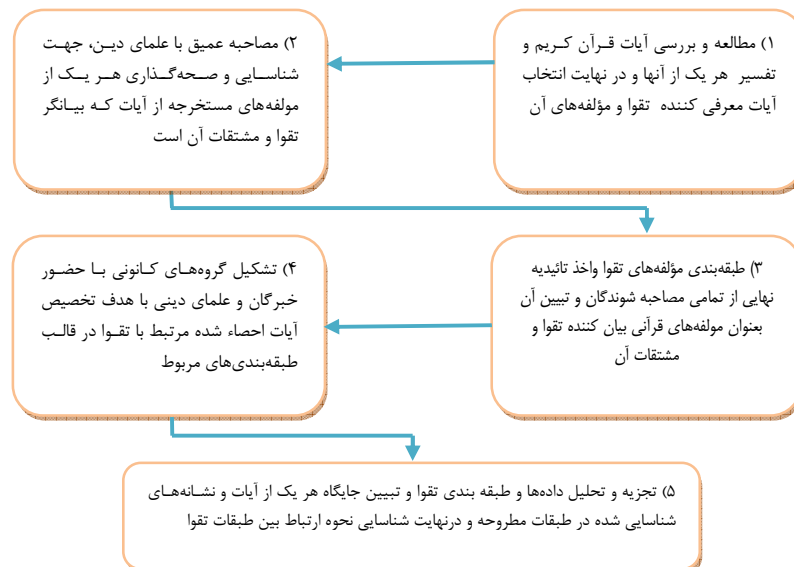 ۱) مطالعه و بررسی آیات قرآن کریم و
تفسیر هر یک از آنها و در نهایت انتخاب
آیات معرفی کننده تقوا و مؤلفه‌های آن
۲) مصاحبه عمیق با علمای دین، جهت
شناسایی و صحه‌گذاری هر یک از
مولفه‌های مستخرجه از آیات که بیانگر
تقوا و مشتقات آن است
۳) طبقه‌بندی مؤلفه‌های تقوا واخذ تائیدیه
نهایی از تمامی مصاحبه شوندگان و تبیین آن
بعنوان مولفه‌های قرآنی بیان کننده تقوا و
مشتقات آن
۴) تشکیل گروه‌های کانونی با حضور
خبرگان و علمای دینی با هدف تخصیص
آیات احصاء شده مرتبط با تقوا در قالب
طبقه‌بندی‌های مربوط
۵) تجزیه و تحلیل داده‌ها و طبقه بندی تقوا و تبیین جایگاه هر یک از آیات و نشانه‌های
شناسایی شده در طبقات مطروحه و درنهایت شناسایی نحوه ارتباط بین طبقات تقوا